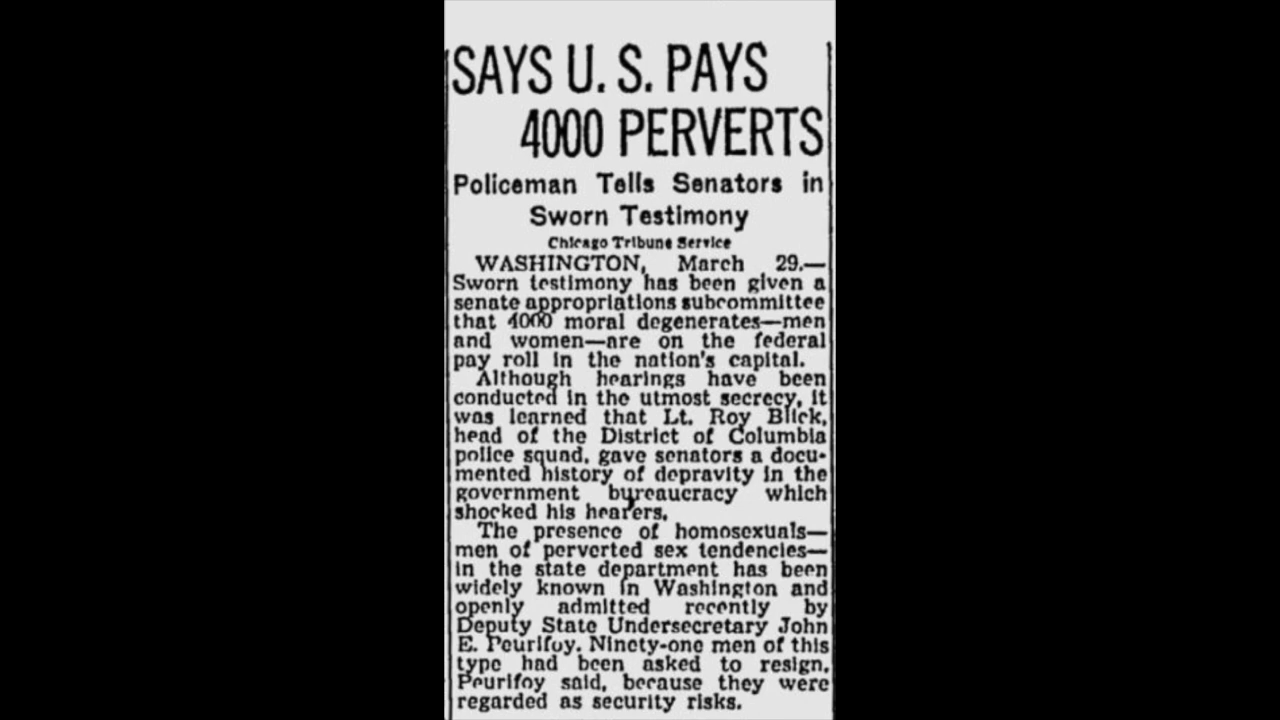 SAYS U. S. PAYS
4000 PERVERTS
Policeman Tells Senators in
Sworn Testimony
Chicago Tribune Service
WASHINGTON, March 29.—
Sworn testimony has been given a
senate appropriations subcommittee
that 4000 moral degenerates—men
and women—are on the federal
pay roll in the nation's capital.
Although hearings have been
conducted in the utmost secrecy, it
was learned that Lt. Roy Blick,
head of the District of Columbia
police squad, gave senators a docu-
mented history of depravity in the
government bureaucracy which
shocked his hearers.
The presence of homosexuals—
men of perverted sex tendencies—
in the state department has been
widely known in Washington and
openly admitted recently by
Deputy State Undersecretary John
E. Peurifoy. Ninety-one men of this
type had been asked to resign,
Peurifoy said, because they were
regarded as security risks.